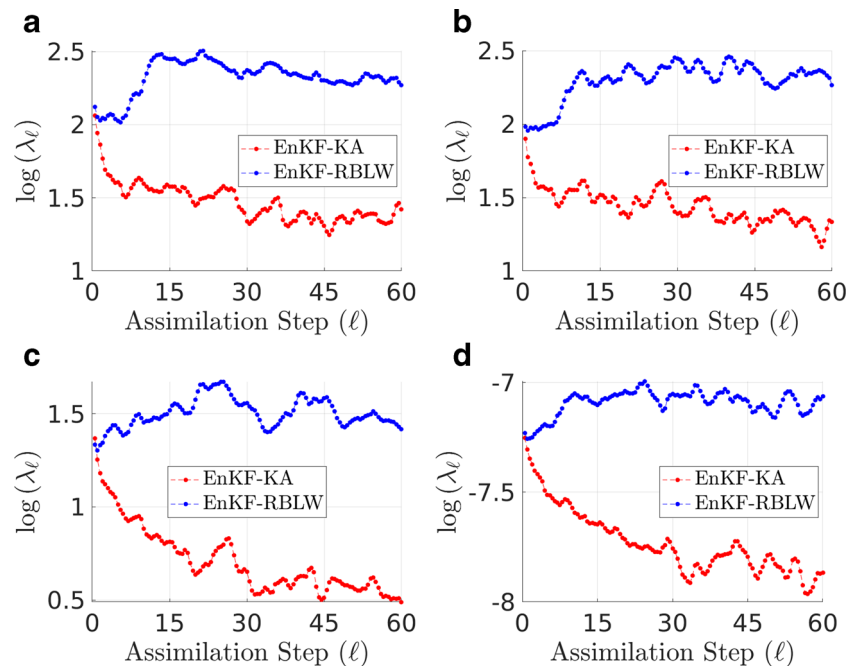 a
2.5
2
1.5
1
log (λℓ)
EnKF-KA
EnKF-RBLW
0 15 30 45 60
Assimilation Step (ℓ)
b
2.5
2
1.5
1
log (λℓ)
EnKF-KA
EnKF-RBLW
0 15 30 45 60
Assimilation Step (ℓ)
c
1.5
1
0.5
log (λℓ)
EnKF-KA
EnKF-RBLW
0 15 30 45 60
Assimilation Step (ℓ)
d
-7
-7.5
-8
log (λℓ)
EnKF-KA
EnKF-RBLW
0 15 30 45 60
Assimilation Step (ℓ)